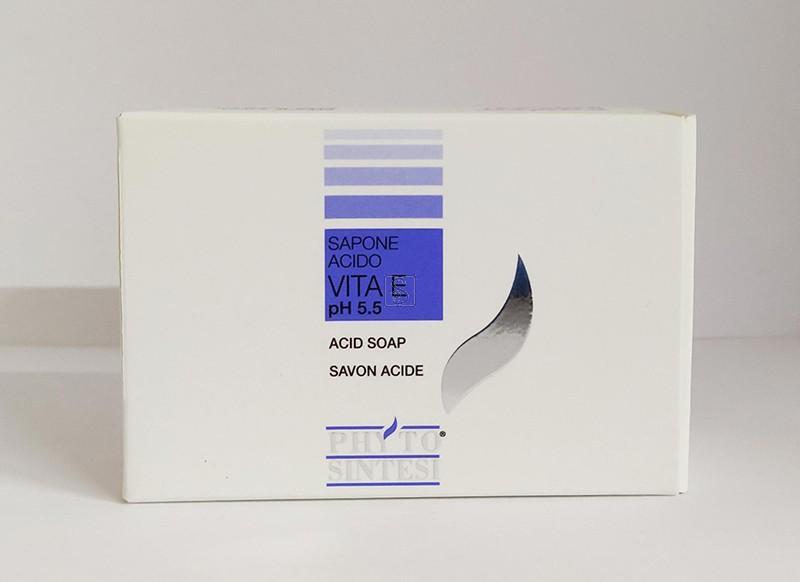 SAPONE
ACIDO
VITA E
pH 5.5
ACID SOAP
SAVON ACIDE
PHYTO®
SINTESI